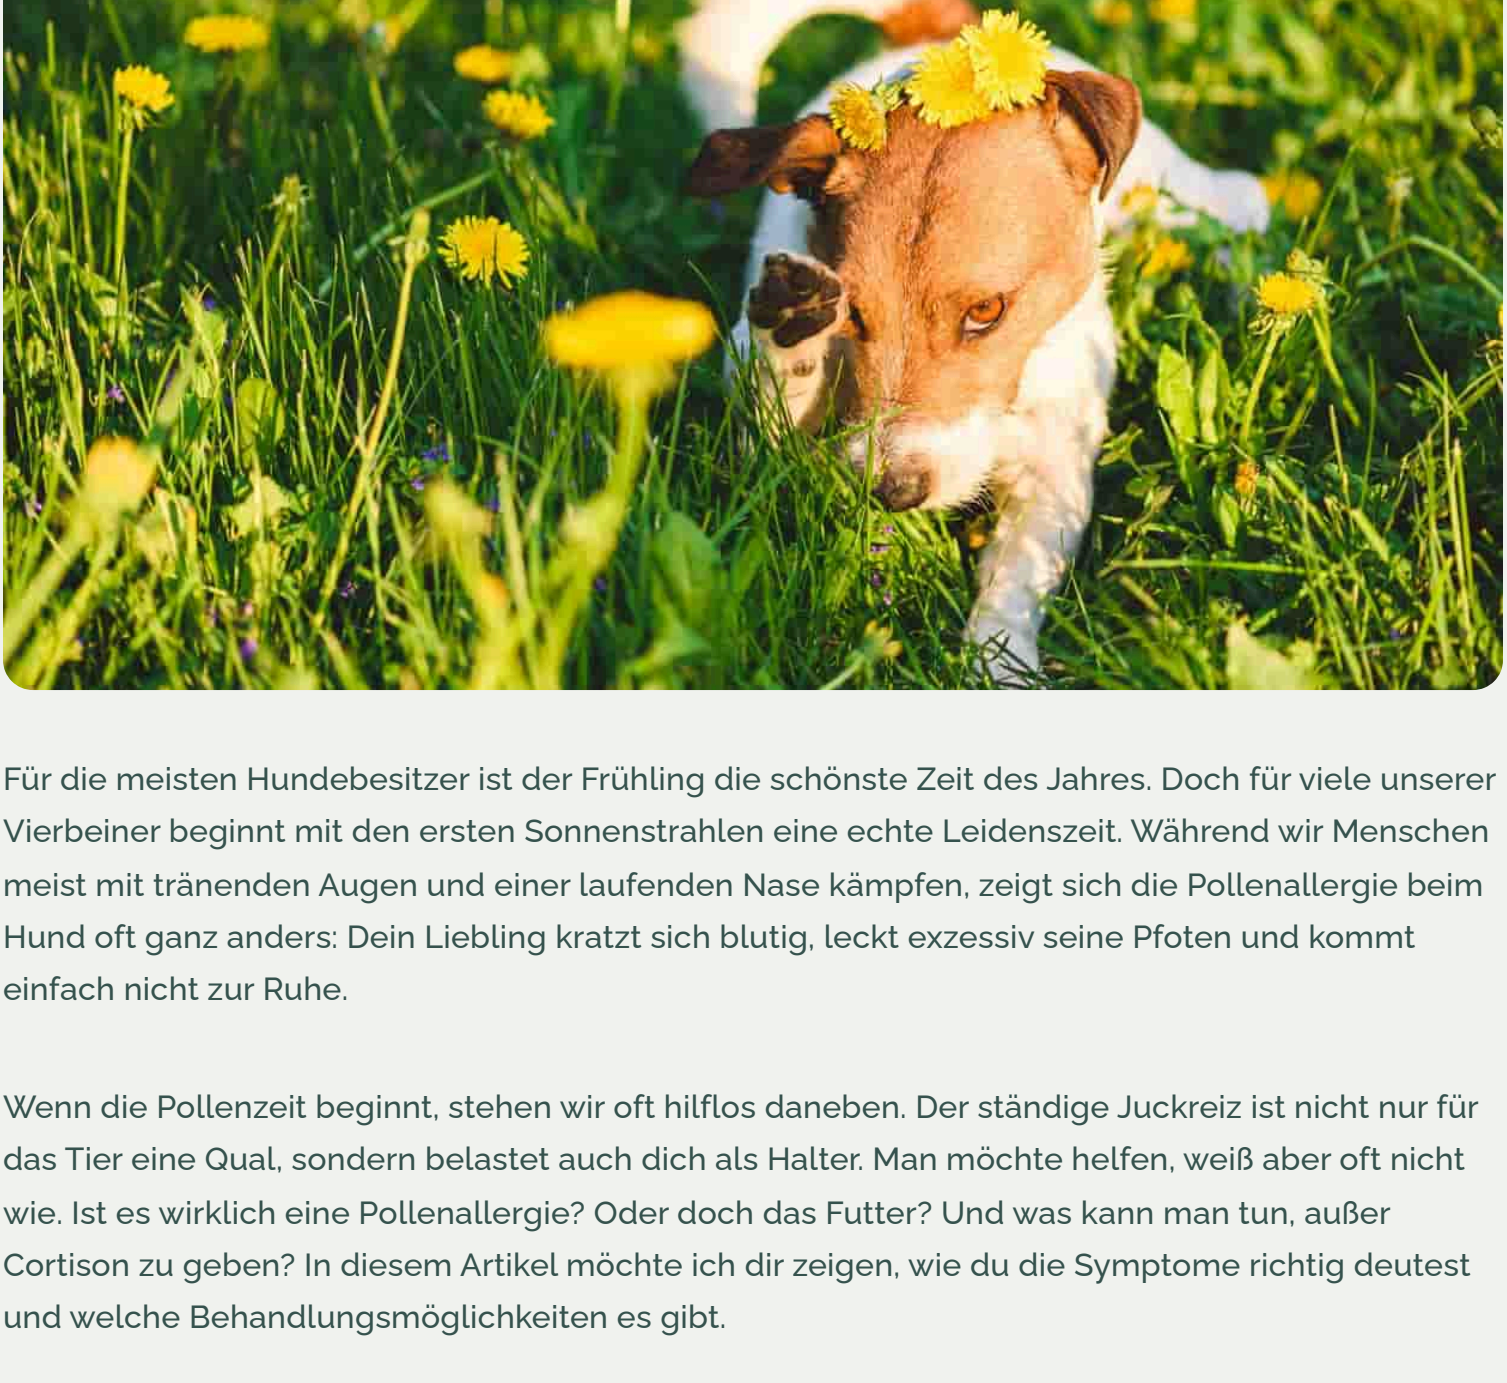 Für die meisten Hundebesitzer ist der Frühling die schönste Zeit des Jahres. Doch für viele unserer
Vierbeiner beginnt mit den ersten Sonnenstrahlen eine echte Leidenszeit. Während wir Menschen
meist mit tränenden Augen und einer laufenden Nase kämpfen, zeigt sich die Pollenallergie beim
Hund oft ganz anders: Dein Liebling kratzt sich blutig, leckt exzessiv seine Pfoten und kommt
einfach nicht zur Ruhe.
Wenn die Pollenzeit beginnt, stehen wir oft hilflos daneben. Der ständige Juckreiz ist nicht nur für
das Tier eine Qual, sondern belastet auch dich als Halter. Man möchte helfen, weiß aber oft nicht
wie. Ist es wirklich eine Pollenallergie? Oder doch das Futter? Und was kann man tun, außer
Cortison zu geben? In diesem Artikel möchte ich dir zeigen, wie du die Symptome richtig deutest
und welche Behandlungsmöglichkeiten es gibt.